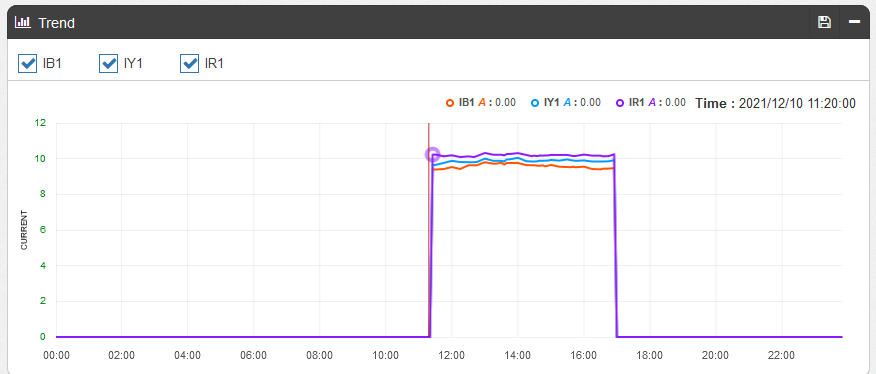 Trend
IB1 IY1 IR1
IB1 A : 0.00 IY1 A : 0.00 IR1 A : 0.00 Time : 2021/12/10 11:20:00
12
10
8
6
4
2
0
CURRENT
00:00 02:00 04:00 06:00 08:00 10:00 12:00 14:00 16:00 18:00 20:00 22:00